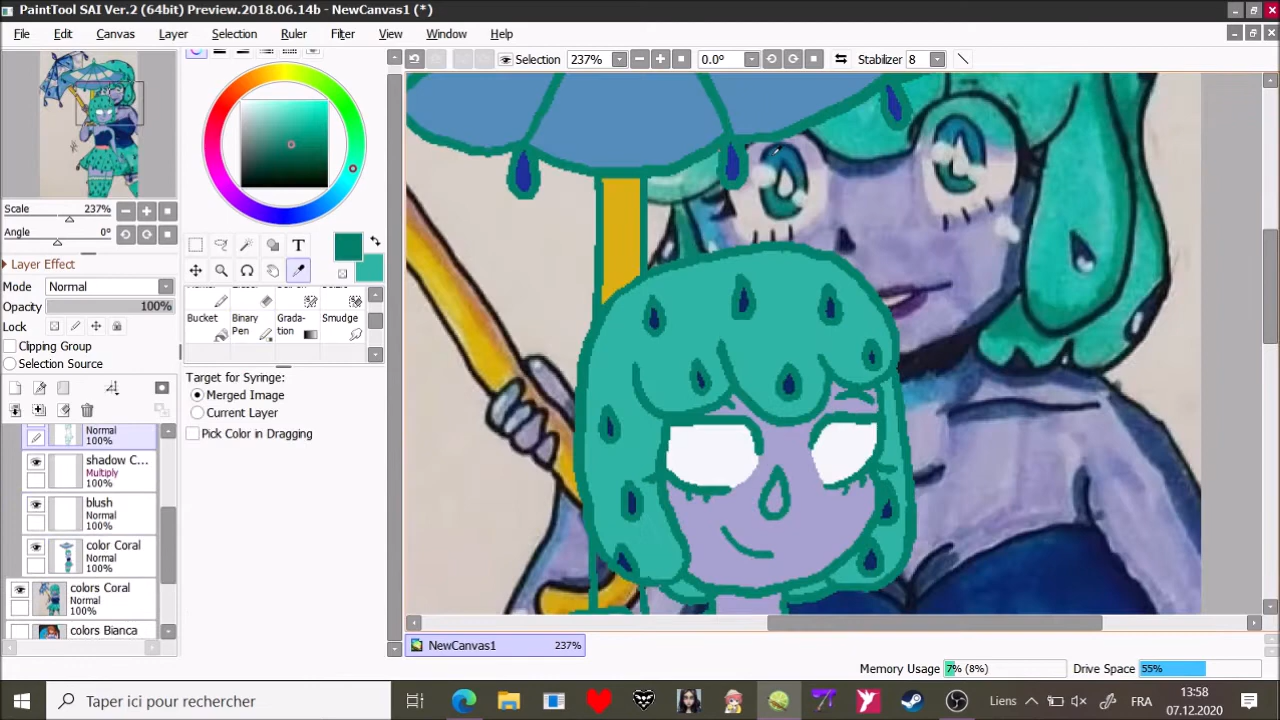 PaintTool SAI Ver.2 (64bit) Preview.2018.06.14b - NewCanvas1 (*)
File Edit Canvas Layer Selection Ruler Filter View Window Help
Selection 237% 0.0° Stabilizer 8
Scale
237%
Angle
0°
Layer Effect
Mode Normal
Opacity 100%
Lock
Clipping Group
Selection Source
Normal
100%
shadow C...
Multiply
100%
blush
Normal
100%
color Coral
Normal
100%
colors Coral
Normal
100%
colors Bianca
T
Bucket Binary Pen Grada-tion Smudge
Target for Syringe:
Merged Image
Current Layer
Pick Color in Dragging
NewCanvas1 237%
Memory Usage 7% (8%) Drive Space 55%
Taper ici pour rechercher
Liens FRA 13:58
07.12.2020